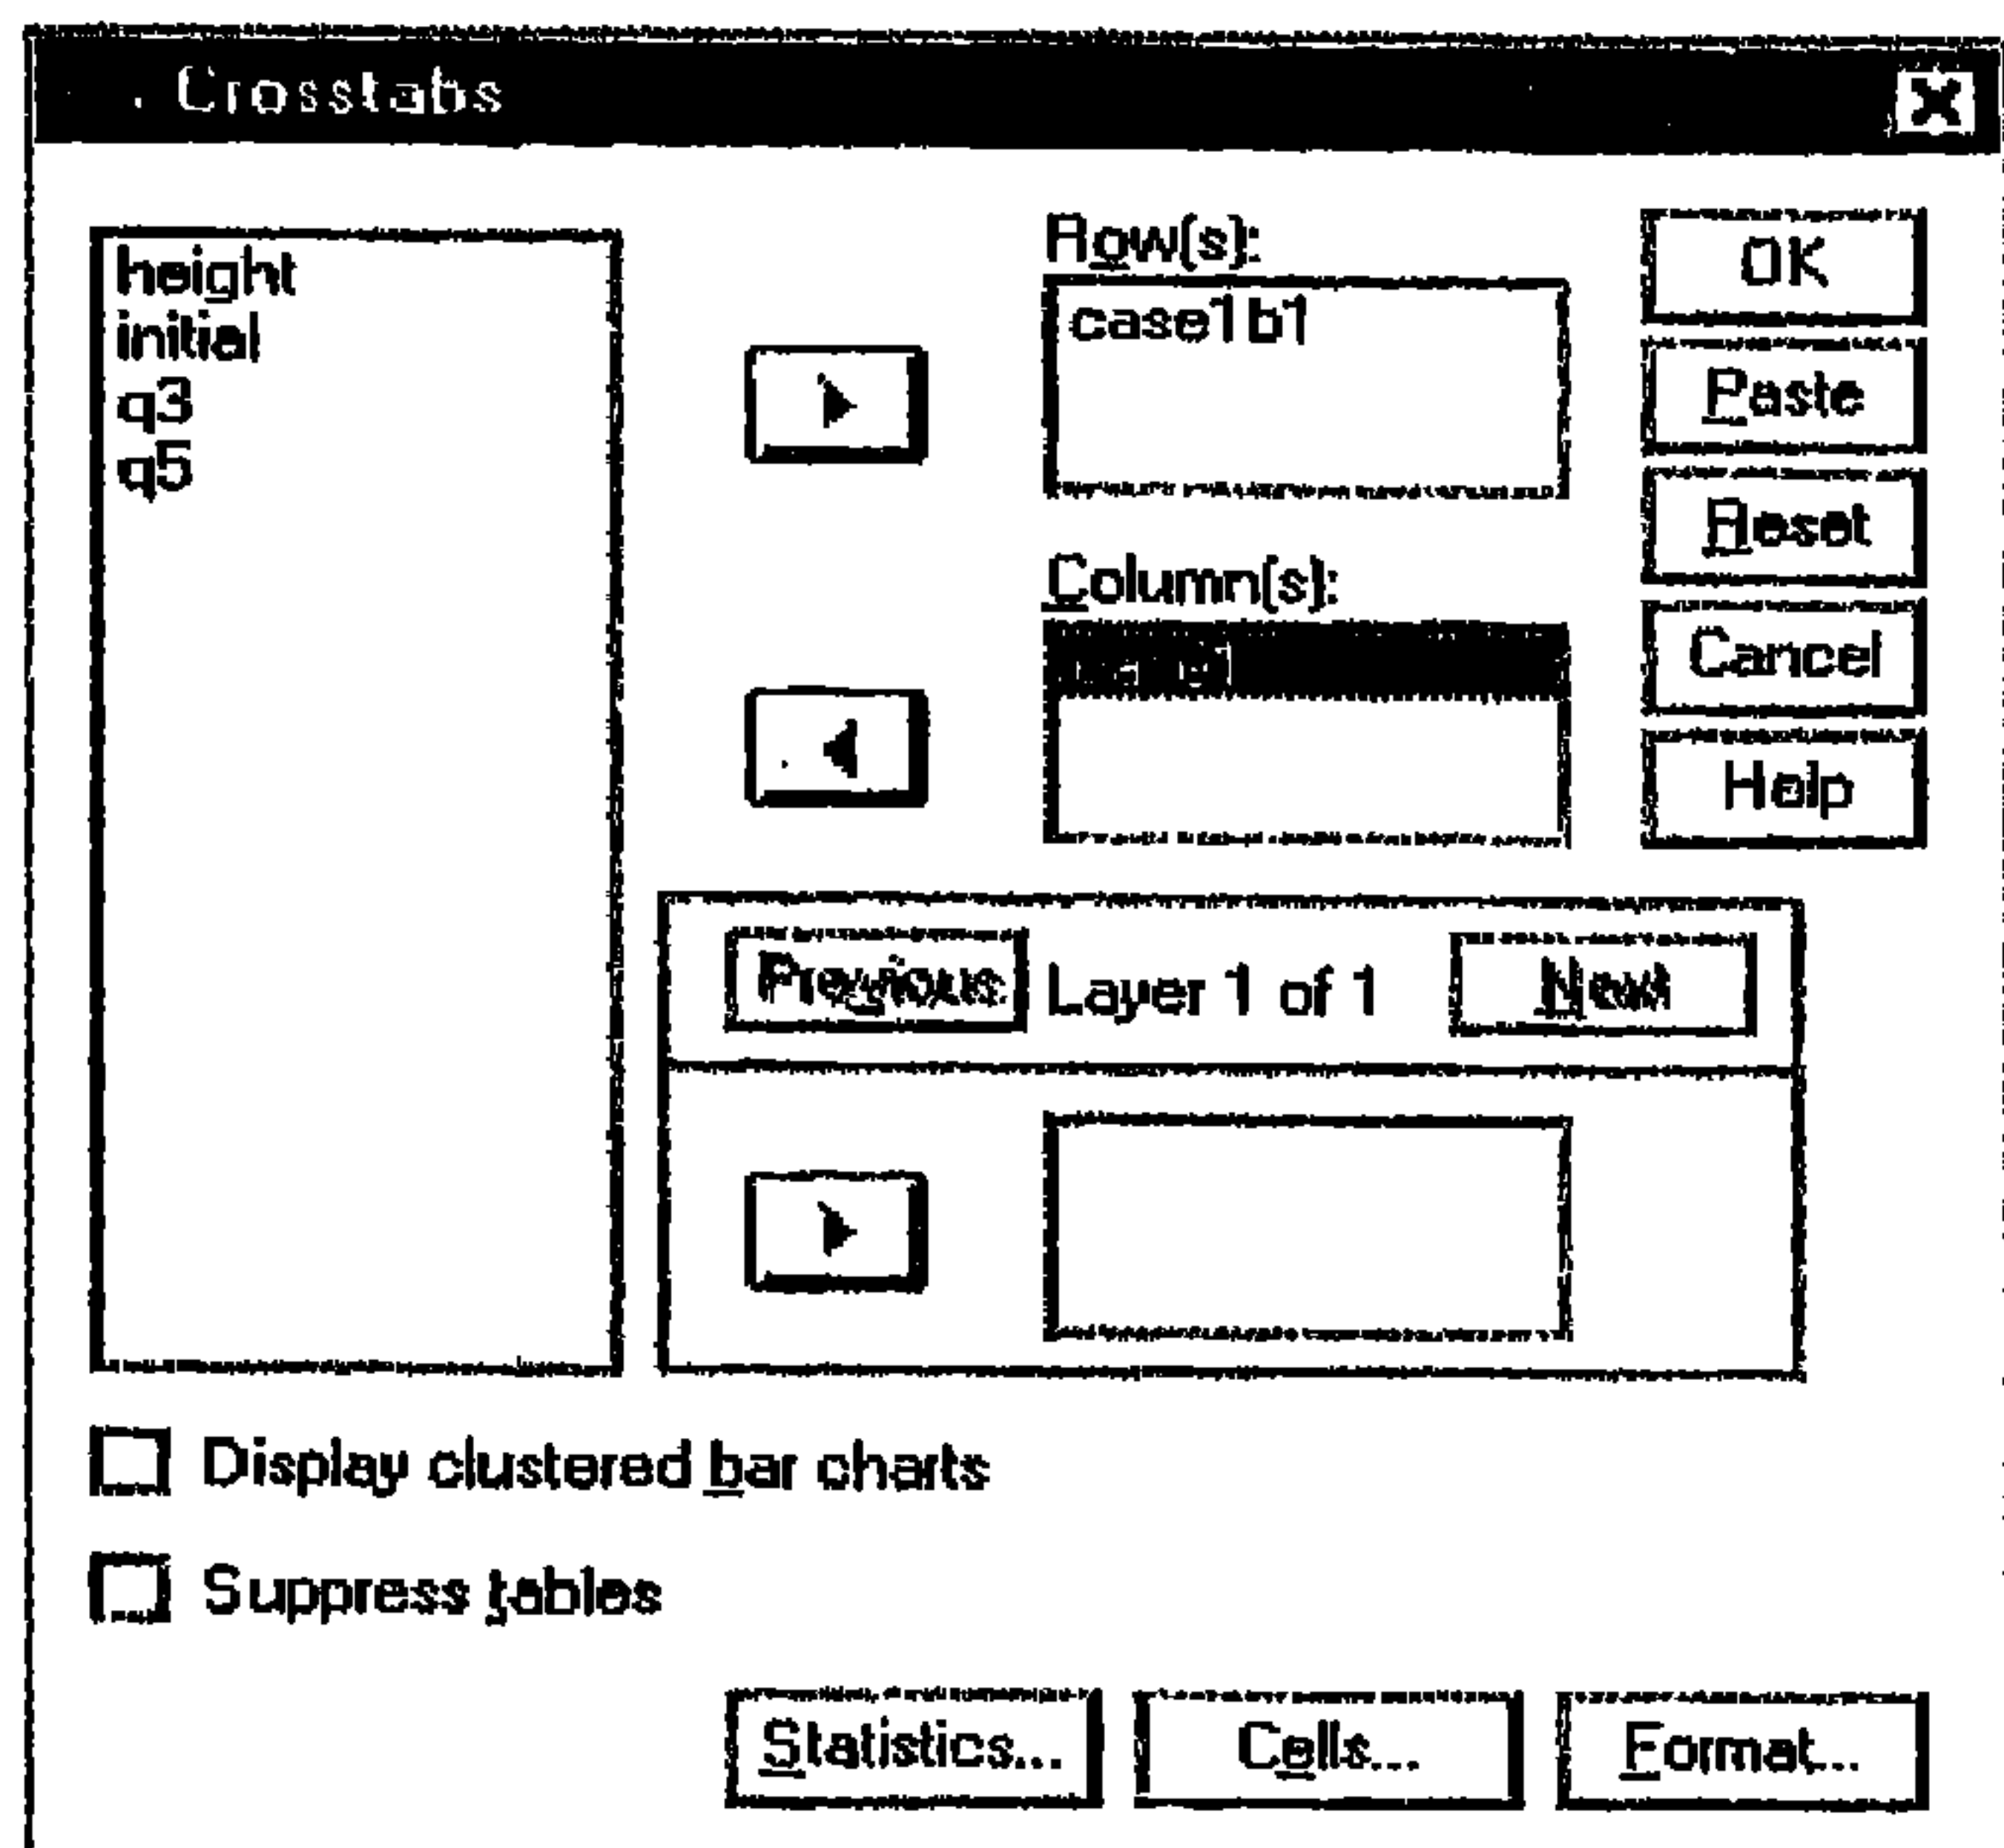 Crosstabs
height
initial
q3
q5
Row(s):
case1b1
Column(s):
OK
Paste
Reset
Cancel
Help
Previous Layer 1 of 1 Next
Display clustered bar charts
Suppress tables
Statistics... Cells... Format...